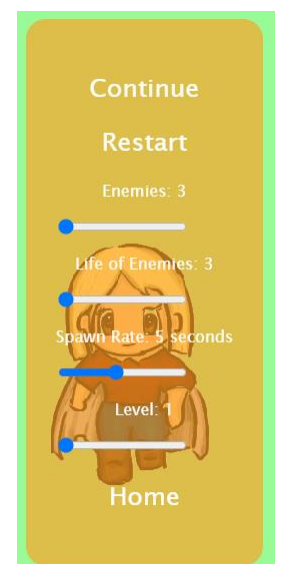 Continue
Restart
Enemies: 3
Life of Enemies: 3
Spawn Rate: 5 seconds
Level: 1
Home